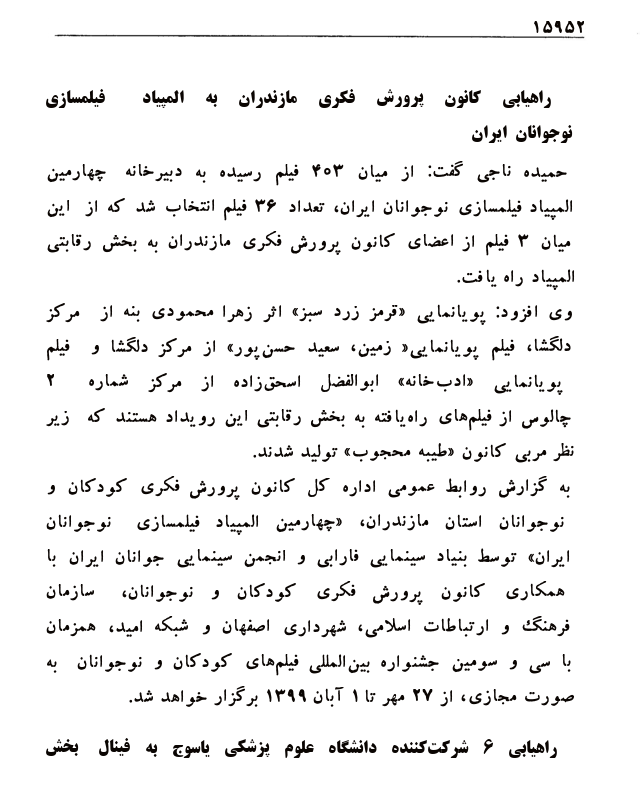 ۱۵۹۵۲
راهیابی کانون پرورش فکری مازندران به المپیاد فیلمسازی
نوجوانان ایران
حمیده ناجی گفت: از میان ۴۰۳ فیلم رسیده به دبیرخانه چهارمین
المپیاد فیلمسازی نوجوانان ایران، تعداد ۳۶ فیلم انتخاب شد که از این
میان ۳ فیلم از اعضای کانون پرورش فکری مازندران به بخش رقابتی
المپیاد راه یافت.
وی افزود: پویانمایی «قرمز زرد سبز» اثر زهرا محمودی بنه از مرکز
دلگشا، فیلم پویانمایی« زمین، سعید حسن‌پور» از مرکز دلگشا و فیلم
پویانمایی «ادب‌خانه» ابوالفضل اسحق‌زاده از مرکز شماره ۲
چالوس از فیلم‌های راه‌یافته به بخش رقابتی این رویداد هستند که زیر
نظر مربی کانون «طیبه محجوب» تولید شدند.
به گزارش روابط عمومی اداره کل کانون پرورش فکری کودکان و
نوجوانان استان مازندران، «چهارمین المپیاد فیلمسازی نوجوانان
ایران» توسط بنیاد سینمایی فارابی و انجمن سینمایی جوانان ایران با
همکاری کانون پرورش فکری کودکان و نوجوانان، سازمان
فرهنگ و ارتباطات اسلامی، شهرداری اصفهان و شبکه امید، همزمان
با سی و سومین جشنواره بین‌المللی فیلم‌های کودکان و نوجوانان به
صورت مجازی، از ۲۷ مهر تا ۱ آبان ۱۳۹۹ برگزار خواهد شد.
راهیابی ۶ شرکت‌کننده دانشگاه علوم پزشکی یاسوج به فینال بخش